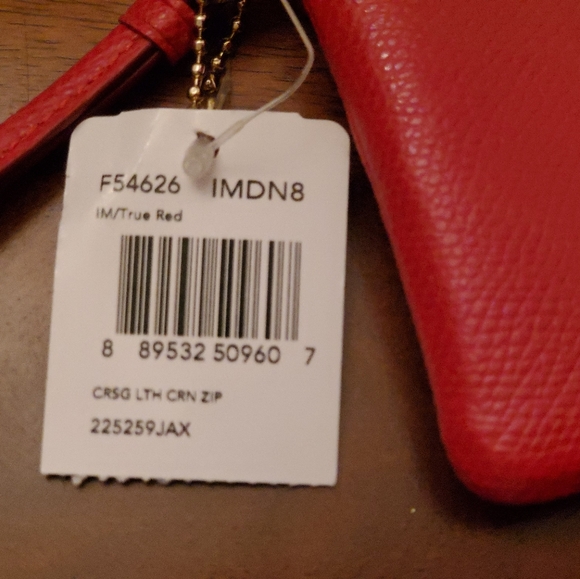 F54626 IMDN8
IM/True Red
8 89532 50960 7
CRSG LTH CRN ZIP
225259JAX